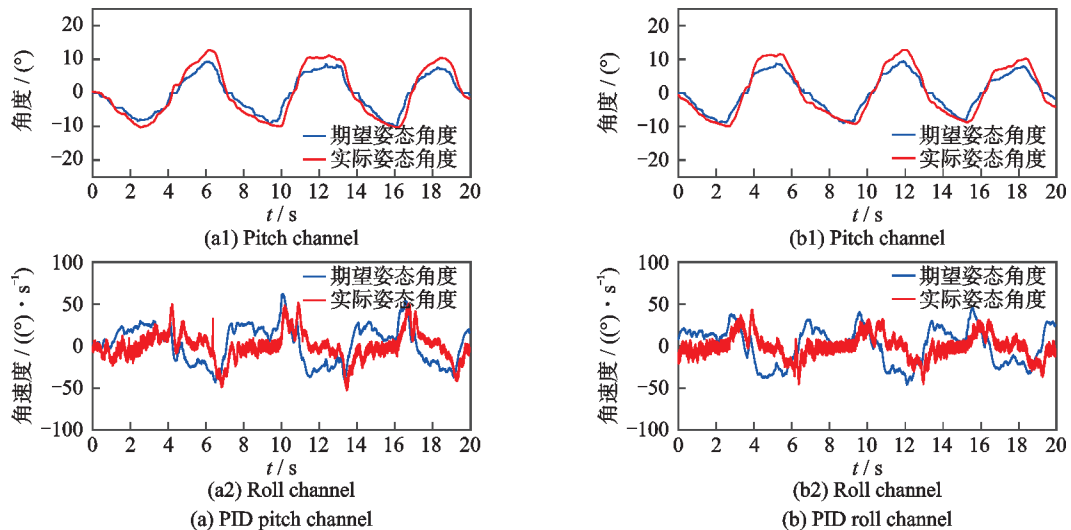 角度 / (°)
20
10
0
−10
−20
期望姿态角度
实际姿态角度
0 2 4 6 8 10 12 14 16 18 20
t / s
(a1) Pitch channel
角度 / (°)
20
10
0
−10
−20
期望姿态角度
实际姿态角度
0 2 4 6 8 10 12 14 16 18 20
t / s
(b1) Pitch channel
角速度 / ((°)·s⁻¹)
100
50
0
−50
−100
期望姿态角度
实际姿态角度
0 2 4 6 8 10 12 14 16 18 20
t / s
(a2) Roll channel
(a) PID pitch channel
角速度 / ((°)·s⁻¹)
100
50
0
−50
−100
期望姿态角度
实际姿态角度
0 2 4 6 8 10 12 14 16 18 20
t / s
(b2) Roll channel
(b) PID roll channel